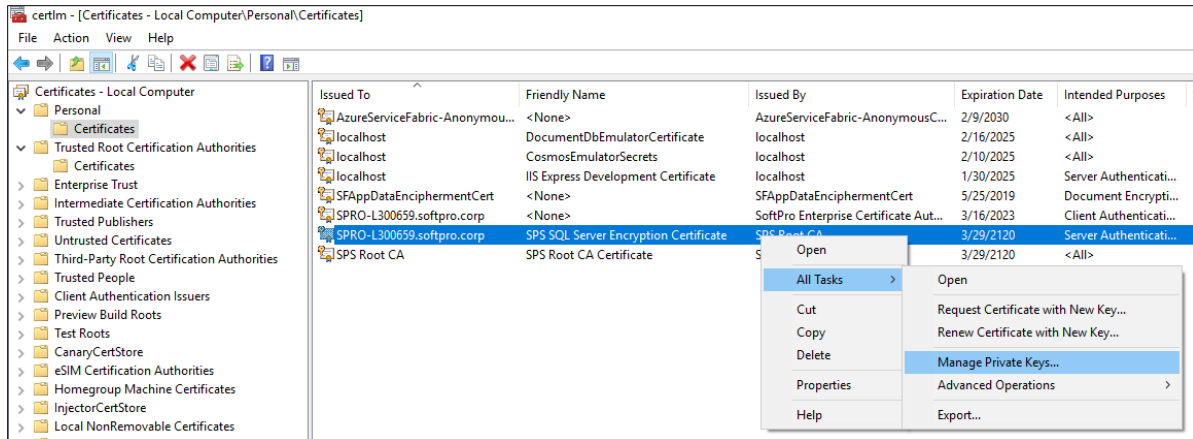 certlm - [Certificates - Local Computer\Personal\Certificates]
File Action View Help
Certificates - Local Computer
Personal
Certificates
Trusted Root Certification Authorities
Certificates
Enterprise Trust
Intermediate Certification Authorities
Trusted Publishers
Untrusted Certificates
Third-Party Root Certification Authorities
Trusted People
Client Authentication Issuers
Preview Build Roots
Test Roots
CanaryCertStore
eSIM Certification Authorities
Homegroup Machine Certificates
InjectorCertStore
Local NonRemovable Certificates
Issued To Friendly Name Issued By Expiration Date Intended Purposes
AzureServiceFabric-Anonymou... <None> AzureServiceFabric-AnonymousC... 2/9/2030 <All>
localhost DocumentDbEmulatorCertificate localhost 2/16/2025 <All>
localhost CosmosEmulatorSecrets localhost 2/10/2025 <All>
localhost IIS Express Development Certificate localhost 1/30/2025 Server Authenticati...
SFAppDataEnciphermentCert <None> SFAppDataEnciphermentCert 5/25/2019 Document Encrypti...
SPRO-L300659.softpro.corp <None> SoftPro Enterprise Certificate Aut... 3/16/2023 Client Authenticati...
SPRO-L300659.softpro.corp SPS SQL Server Encryption Certificate SPS Root CA 3/29/2120 Server Authenticati...
SPS Root CA SPS Root CA Certificate S 3/29/2120 <All>
Open
All Tasks >
Cut
Copy
Delete
Properties
Help
Open
Request Certificate with New Key...
Renew Certificate with New Key...
Manage Private Keys...
Advanced Operations >
Export...